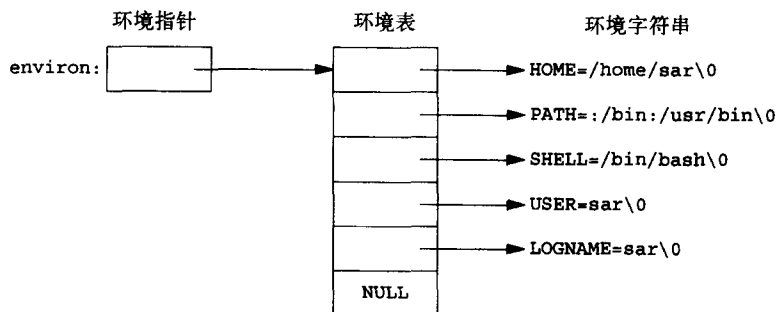 环境指针 环境表 环境字符串
environ: HOME=/home/sar\0
PATH=:/bin:/usr/bin\0
SHELL=/bin/bash\0
USER=sar\0
LOGNAME=sar\0
NULL